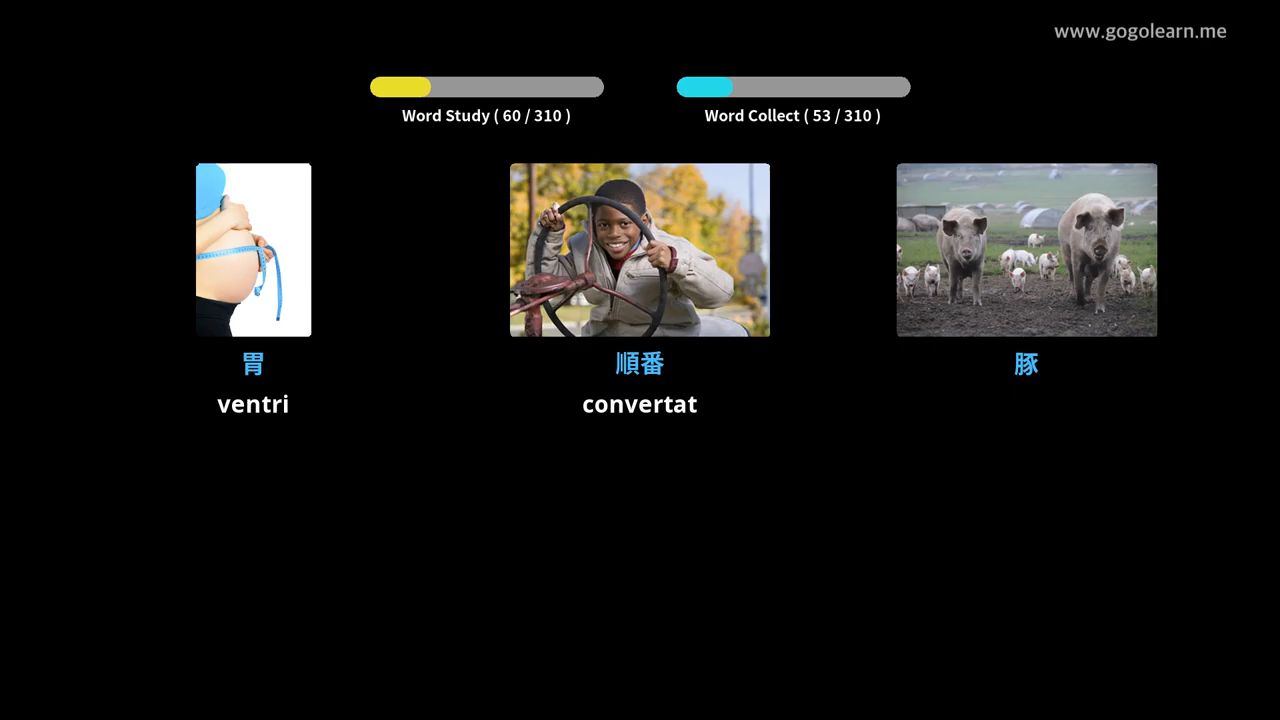 www.gogolearn.me
Word Study ( 60 / 310 )
Word Collect ( 53 / 310 )
胃
順番
豚
ventri
convertat